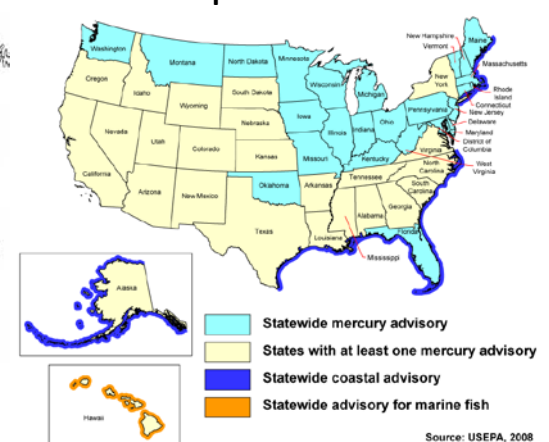 New Hampshire
Vermont
Maine
Washington
Montana
North Dakota
Minnesota
Massachusetts
Oregon
Idaho
Wyoming
South Dakota
Wisconsin
Michigan
New
York
Rhode
Island
Connecticut
New Jersey
Delaware
Maryland
District of
Columbia
Nevada
Utah
Colorado
Nebraska
Iowa
Illinois
Indiana
Ohio
Pennsylvania
West
Virginia
California
Arizona
New Mexico
Kansas
Missouri
Kentucky
Virginia
Oklahoma
Arkansas
Tennessee
North
Carolina
South
Carolina
Texas
Louisiana
Alabama
Georgia
Florida
Mississippi
Alaska
Hawaii
Statewide mercury advisory
States with at least one mercury advisory
Statewide coastal advisory
Statewide advisory for marine fish
Source: USEPA, 2008